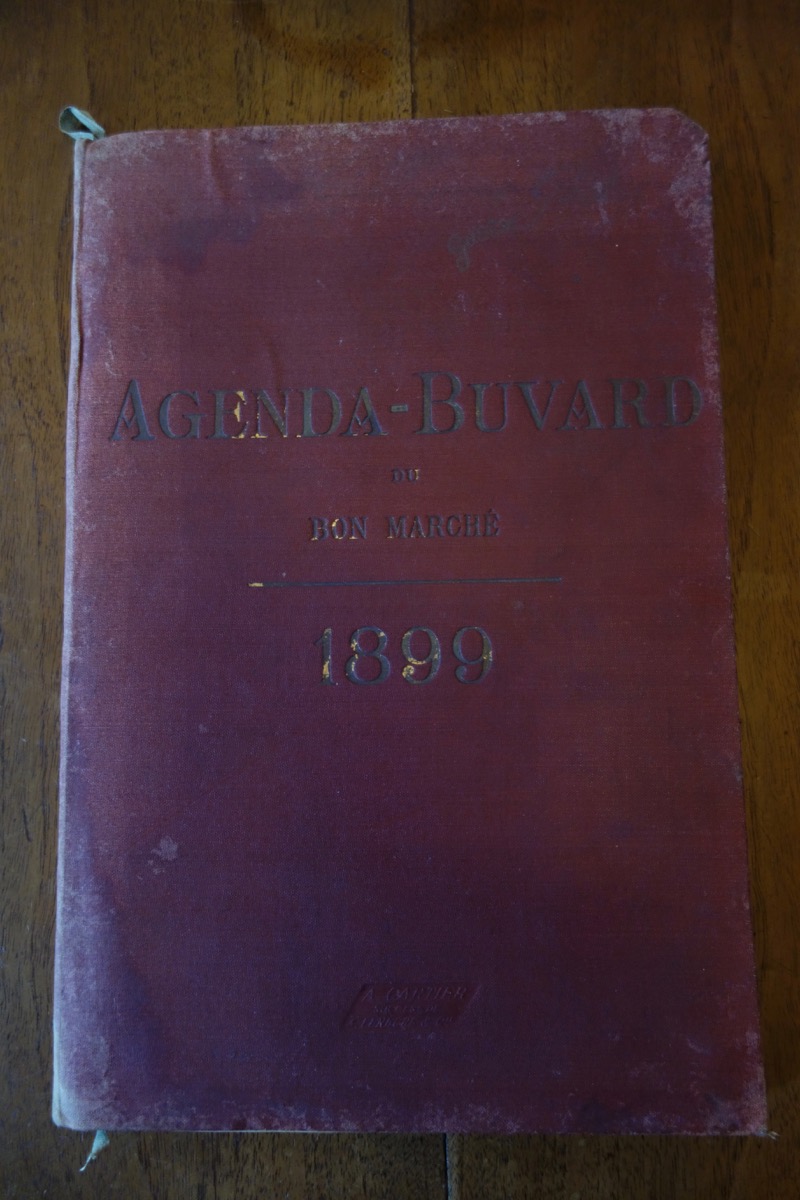 AGENDA-BUVARD
DU
BON MARCHÉ
1899